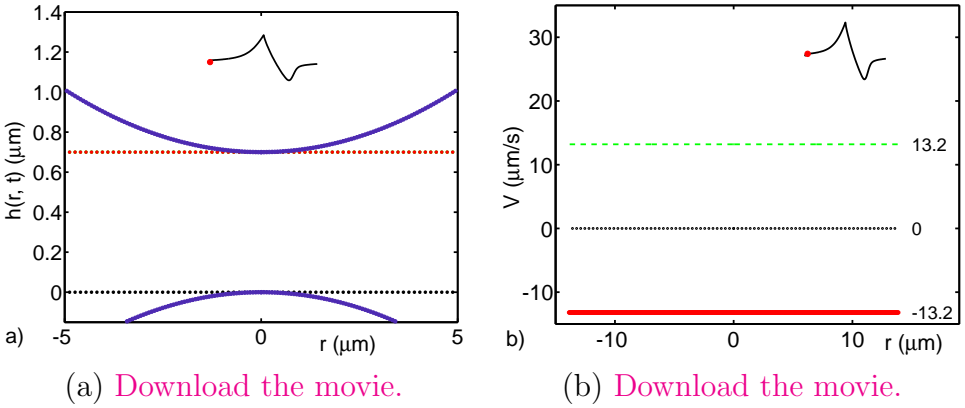 1.4
1.2
1.0
0.8
0.6
0.4
0.2
0
h(r, t) (μm)
-5
0
5
r (μm)
a)
30
20
10
0
-10
V (μm/s)
13.2
0
-13.2
-10
0
10
r (μm)
b)
(a) Download the movie.
(b) Download the movie.